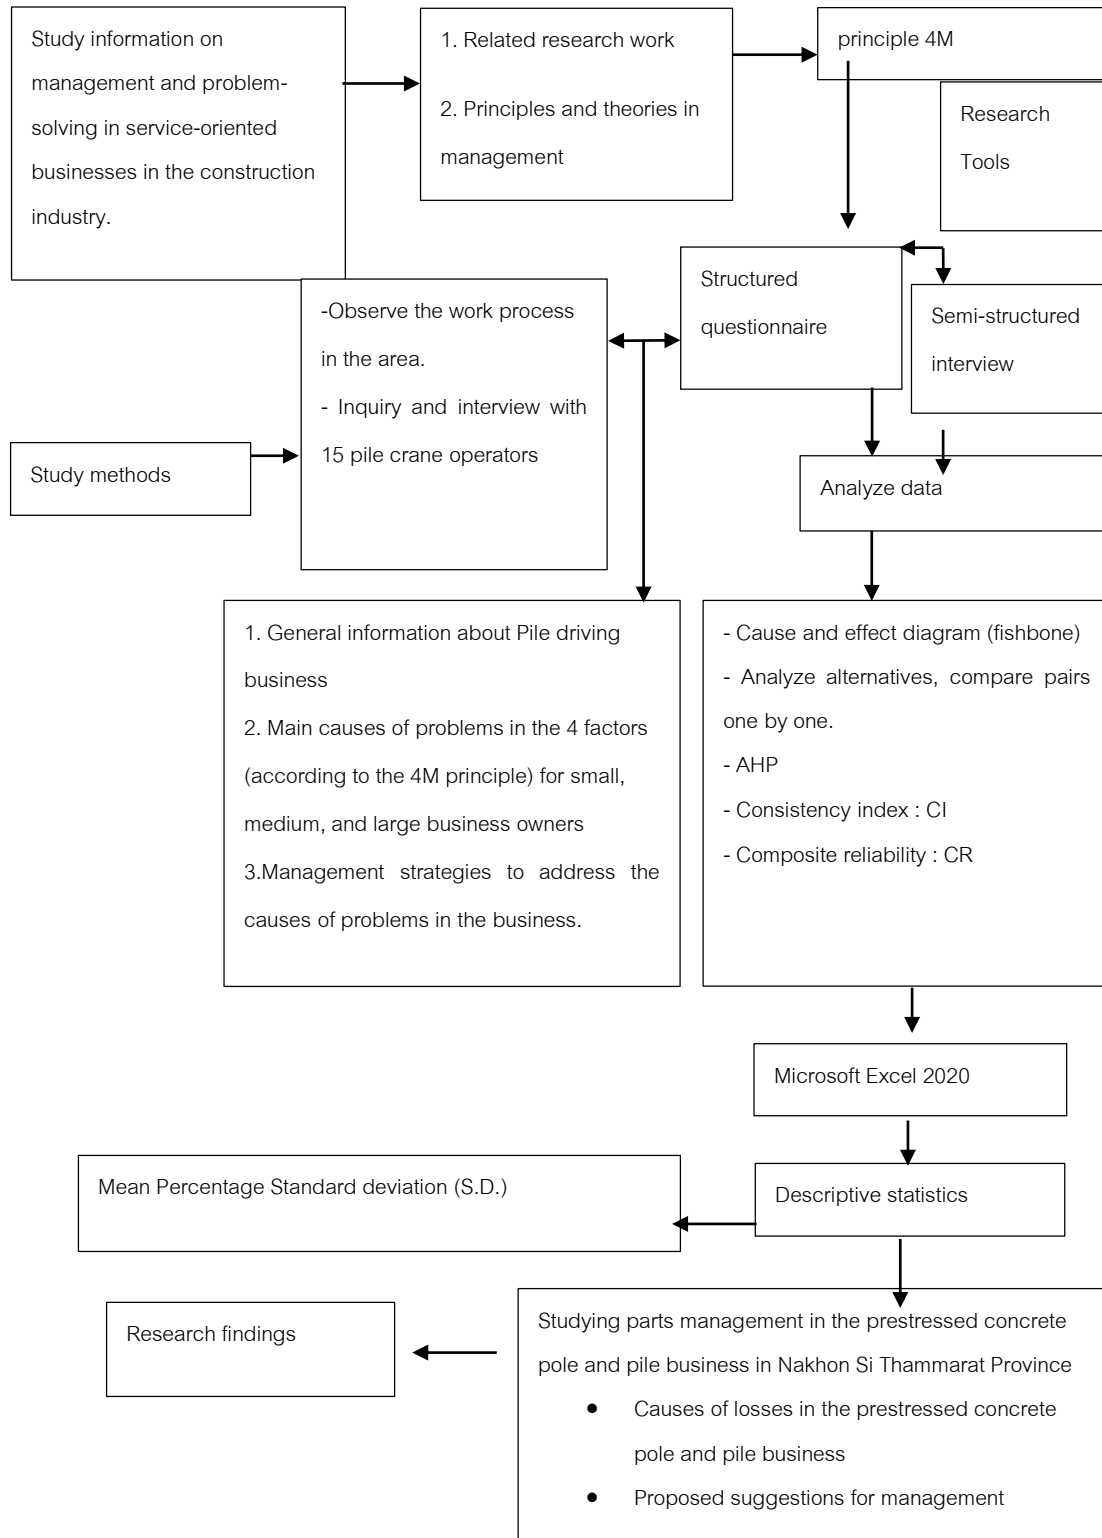 Study information on
management and problem-
solving in service-oriented
businesses in the construction
industry.
1. Related research work
2. Principles and theories in
management
principle 4M
Research
Tools
Structured
questionnaire
Semi-structured
interview
-Observe the work process
in the area.
- Inquiry and interview with
15 pile crane operators
Study methods
Analyze data
1. General information about Pile driving
business
2. Main causes of problems in the 4 factors
(according to the 4M principle) for small,
medium, and large business owners
3.Management strategies to address the
causes of problems in the business.
- Cause and effect diagram (fishbone)
- Analyze alternatives, compare pairs
one by one.
- AHP
- Consistency index : CI
- Composite reliability : CR
Microsoft Excel 2020
Mean Percentage Standard deviation (S.D.)
Descriptive statistics
Research findings
Studying parts management in the prestressed concrete
pole and pile business in Nakhon Si Thammarat Province
● Causes of losses in the prestressed concrete
pole and pile business
● Proposed suggestions for management